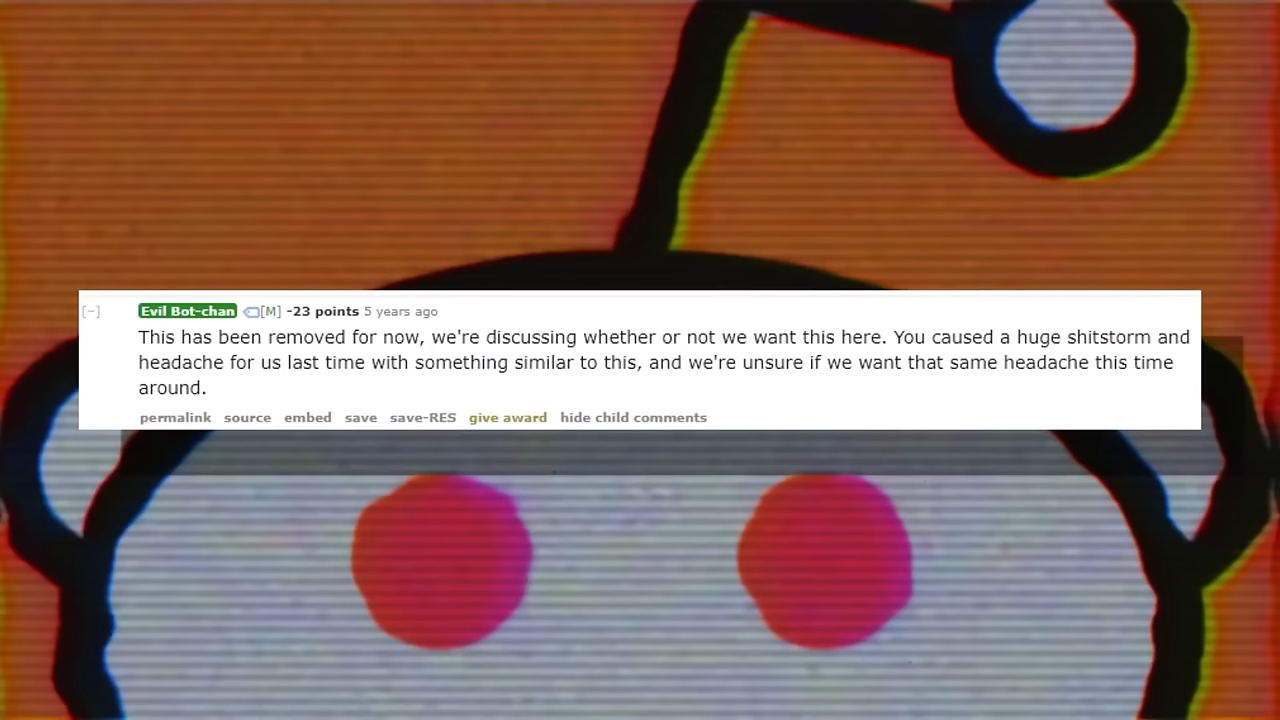 [−] Evil Bot-chan [M] -23 points 5 years ago
This has been removed for now, we're discussing whether or not we want this here. You caused a huge shitstorm and
headache for us last time with something similar to this, and we're unsure if we want that same headache this time
around.
permalink source embed save save-RES give award hide child comments